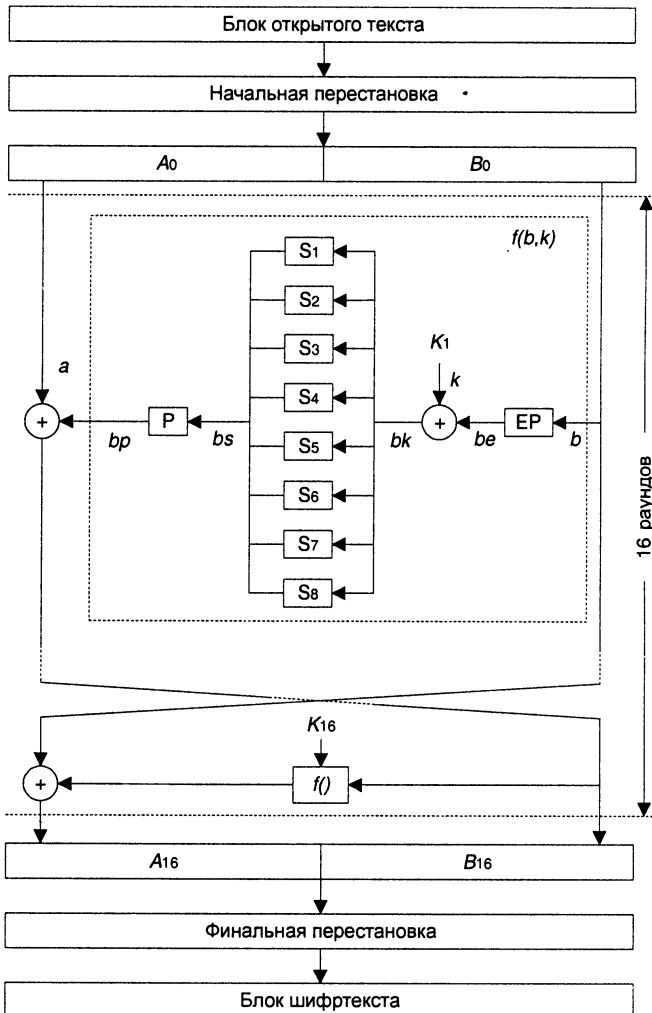 Блок открытого текста
Начальная перестановка
A0
B0
f(b,k)
S1
S2
S3
K1
a
S4
k
+
P
+
EP
bp
bs
bk
be
b
S5
S6
S7
S8
16 раундов
K16
+
f()
A16
B16
Финальная перестановка
Блок шифртекста